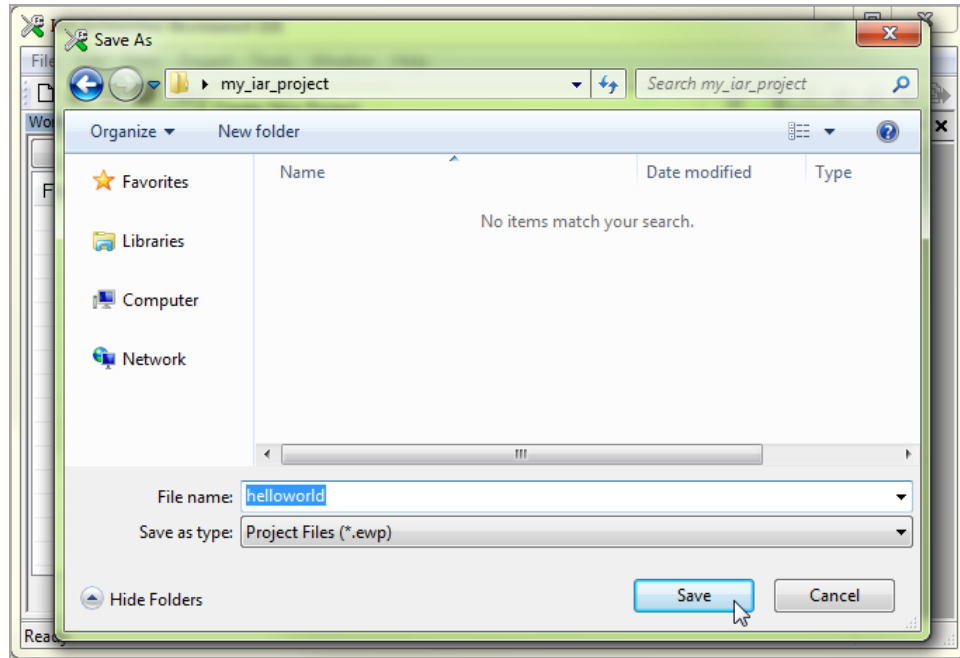 Save As
File
my_iar_project
Search my_iar_project
Organize
New folder
Name
Date modified
Type
Favorites
No items match your search.
Libraries
Computer
Network
File name: helloworld
Save as type: Project Files (*.ewp)
Hide Folders
Save
Cancel